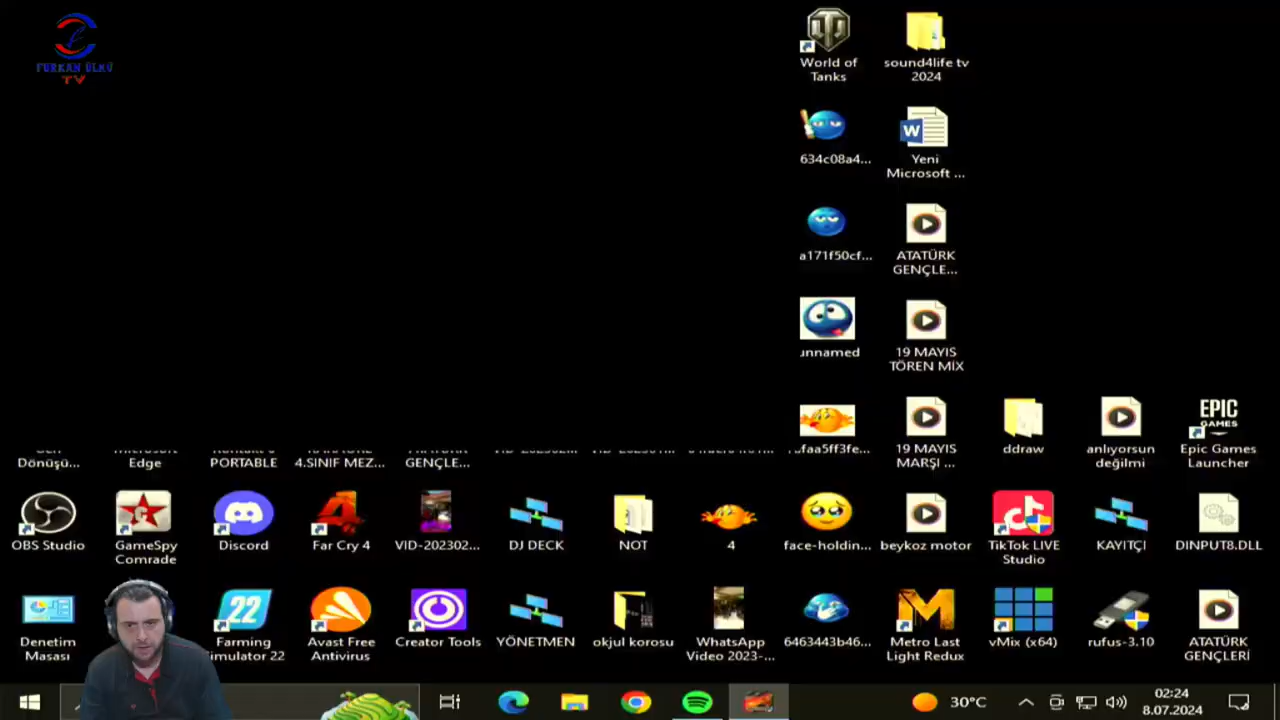 FURKAN ÜLKÜ
TV
World of
Tanks
sound4life tv
2024
634c08a4...
Yeni
Microsoft ...
a171f50cf...
ATATÜRK
GENÇLE...
unnamed
19 MAYIS
TÖREN MİX
19 MAYIS
MARŞI ...
ddraw
anlıyorsun
değilmi
EPIC
GAMES
Epic Games
Launcher
Dönüşü...
Edge
PORTABLE
4.SINIF MEZ...
GENÇLE...
OBS Studio
GameSpy
Comrade
Discord
Far Cry 4
VID-202302...
DJ DECK
NOT
4
face-holdin...
beykoz motor
TikTok LIVE
Studio
KAYITÇI
DINPUT8.DLL
Denetim
Masası
22
Farming
Simulator 22
Avast Free
Antivirus
Creator Tools
YÖNETMEN
okjul korosu
WhatsApp
Video 2023-...
6463443b46...
Metro Last
Light Redux
vMix (x64)
rufus-3.10
ATATÜRK
GENÇLERİ
30°C
02:24
8.07.2024